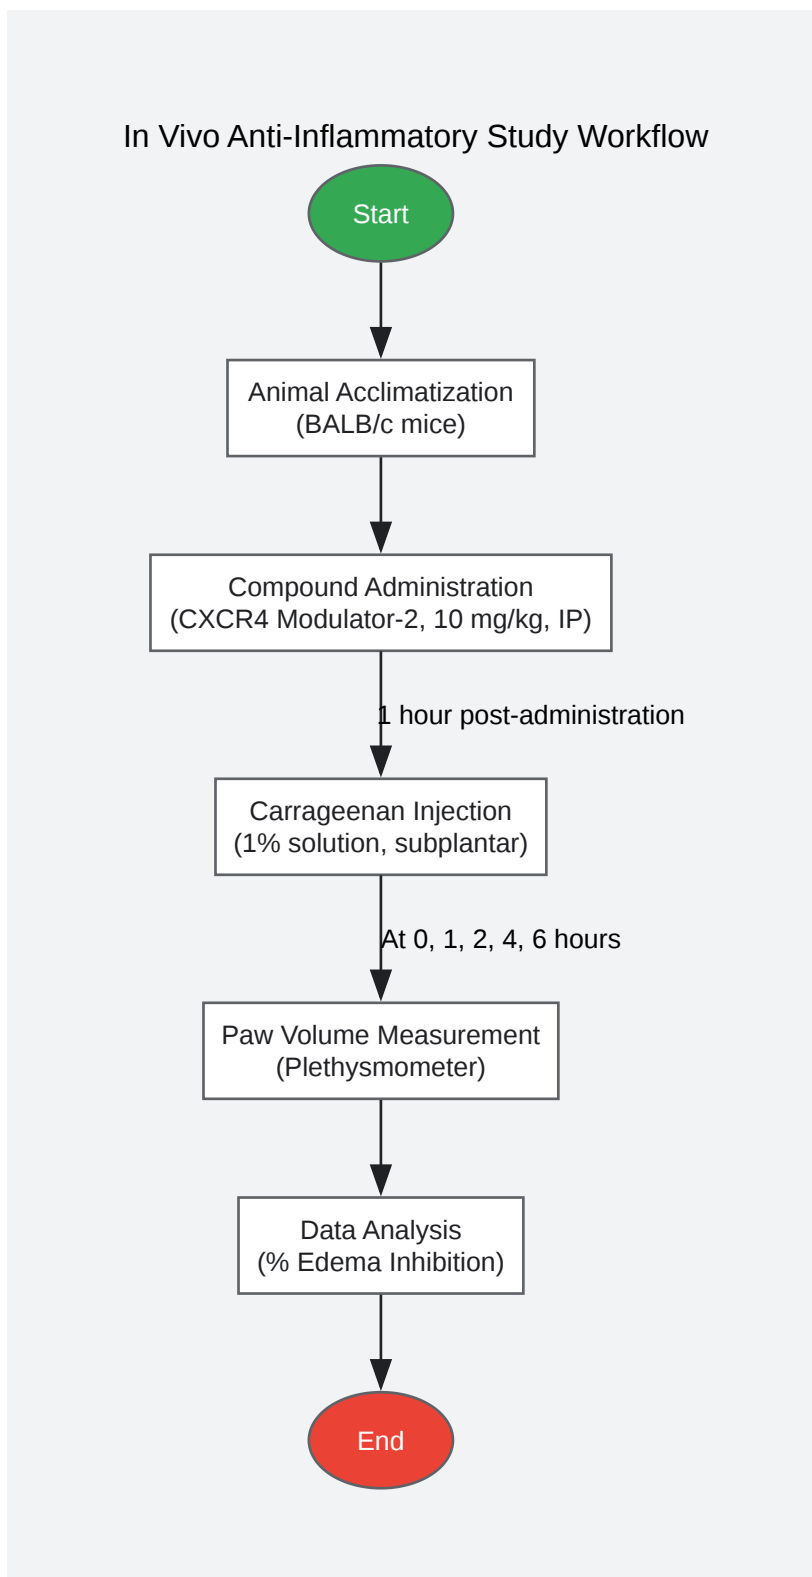 In Vivo Anti-Inflammatory Study Workflow
Start
Animal Acclimatization
(BALB/c mice)
Compound Administration
(CXCR4 Modulator-2, 10 mg/kg, IP)
1 hour post-administration
Carrageenan Injection
(1% solution, subplantar)
At 0, 1, 2, 4, 6 hours
Paw Volume Measurement
(Plethysmometer)
Data Analysis
(% Edema Inhibition)
End